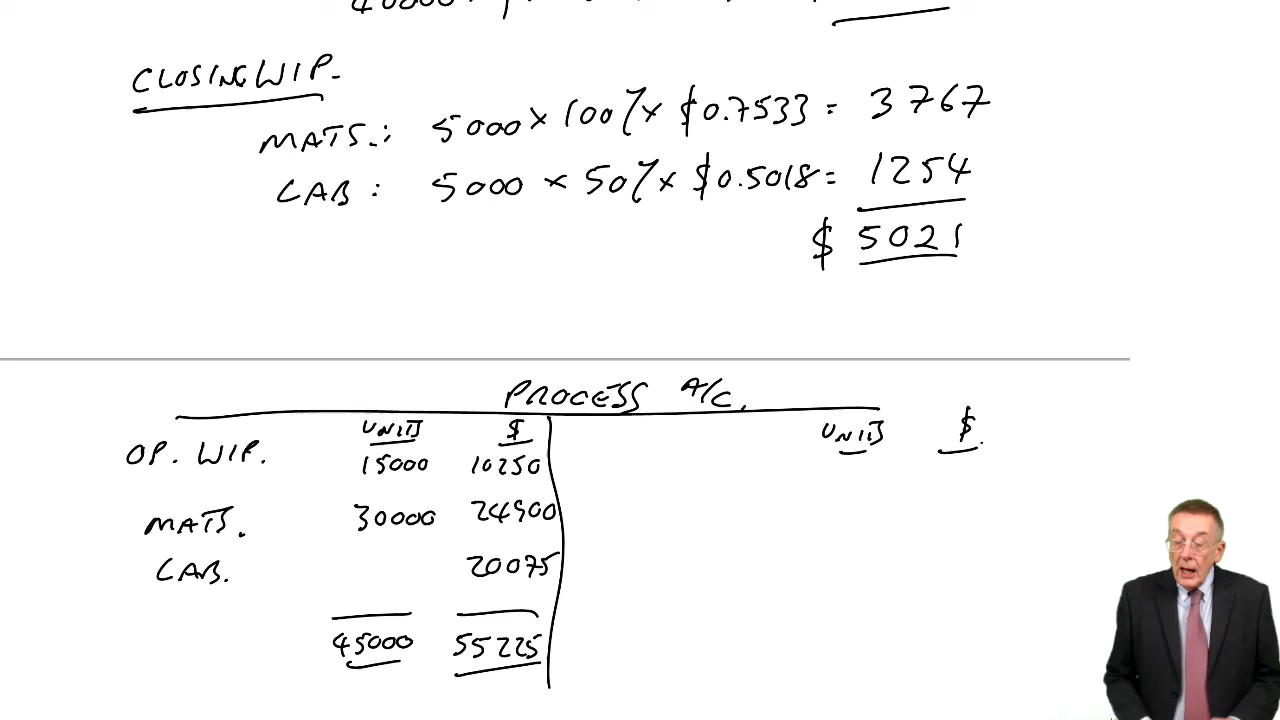 CLOSING WIP.
MATS.: 5000 × 100% × $0.7533 = 3767
LAB: 5000 × 50% × $0.5018 = 1254
$ 5021
PROCESS A/C.
UNITS $ UNITS $.
OP. WIP. 15000 10250
MATS. 30000 24900
LAB. 20075
45000 55225